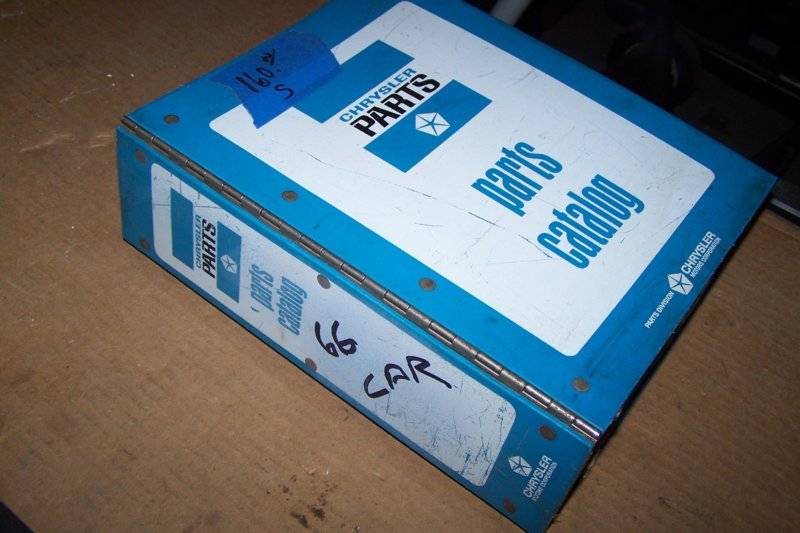 160.00
S
CHRYSLER
PARTS
parts
catalog
PARTS DIVISION
CHRYSLER
MOTORS CORPORATION
CHRYSLER
PARTS
parts
catalog
66
CAR
CHRYSLER
MOTORS CORPORATION